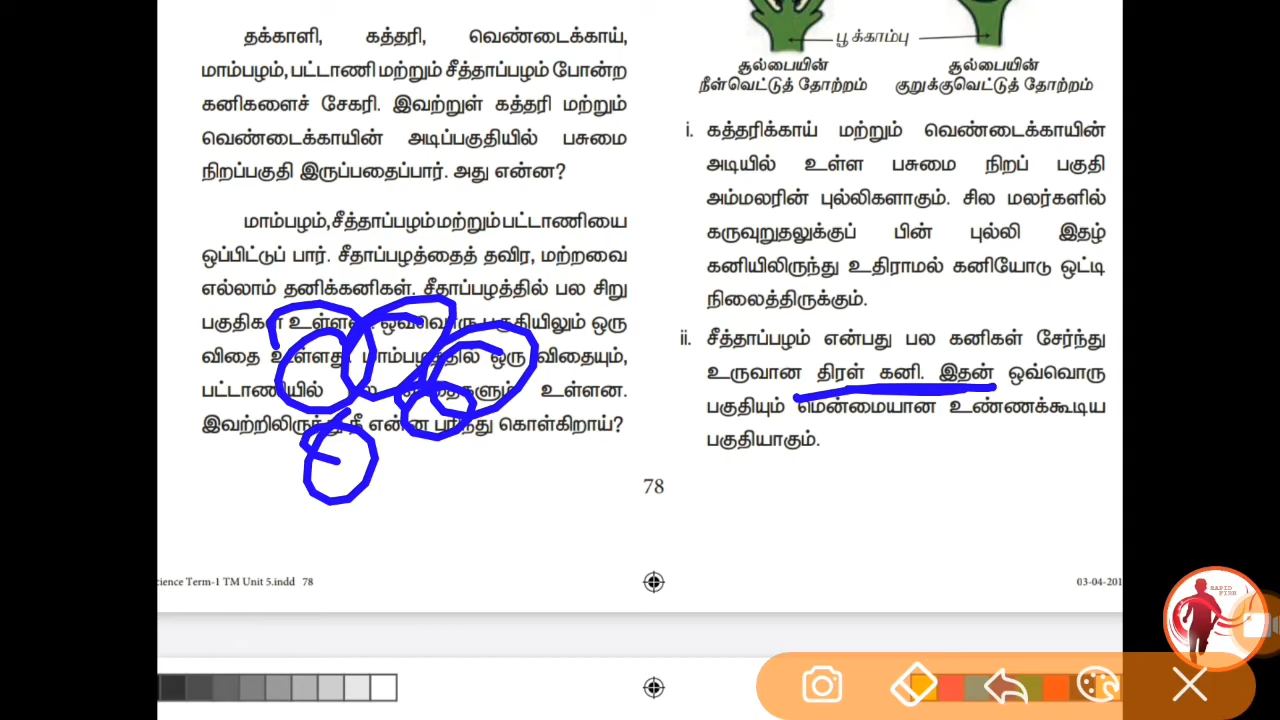 தக்காளி, கத்தரி, வெண்டைக்காய்,
மாம்பழம், பட்டாணி மற்றும் சீத்தாப்பழம் போன்ற
கனிகளைச் சேகரி. இவற்றுள் கத்தரி மற்றும்
வெண்டைக்காயின் அடிப்பகுதியில் பசுமை
நிறப்பகுதி இருப்பதைப்பார். அது என்ன?
மாம்பழம், சீத்தாப்பழம் மற்றும் பட்டாணியை
ஒப்பிட்டுப் பார். சீதாப்பழத்தைத் தவிர, மற்றவை
எல்லாம் தனிக்கனிகள். சீதாப்பழத்தில் பல சிறு
பகுதிகள் உள்ளன. ஒவ்வொரு பகுதியிலும் ஒரு
விதை உள்ளது. மாம்பழத்தில் ஒரு விதையும்,
பட்டாணியில் பல விதைகளும் உள்ளன.
இவற்றிலிருந்து நீ என்ன புரிந்து கொள்கிறாய்?
பூக்காம்பு
சூல்பையின் சூல்பையின்
நீள்வெட்டுத் தோற்றம் குறுக்குவெட்டுத் தோற்றம்
i. கத்தரிக்காய் மற்றும் வெண்டைக்காயின்
அடியில் உள்ள பசுமை நிறப் பகுதி
அம்மலரின் புல்லிகளாகும். சில மலர்களில்
கருவுறுதலுக்குப் பின் புல்லி இதழ்
கனியிலிருந்து உதிராமல் கனியோடு ஒட்டி
நிலைத்திருக்கும்.
ii. சீத்தாப்பழம் என்பது பல கனிகள் சேர்ந்து
உருவான திரள் கனி. இதன் ஒவ்வொரு
பகுதியும் மென்மையான உண்ணக்கூடிய
பகுதியாகும்.
78
cience Term-1 TM Unit 5.indd 78
03-04-201
RAPID
FIRE